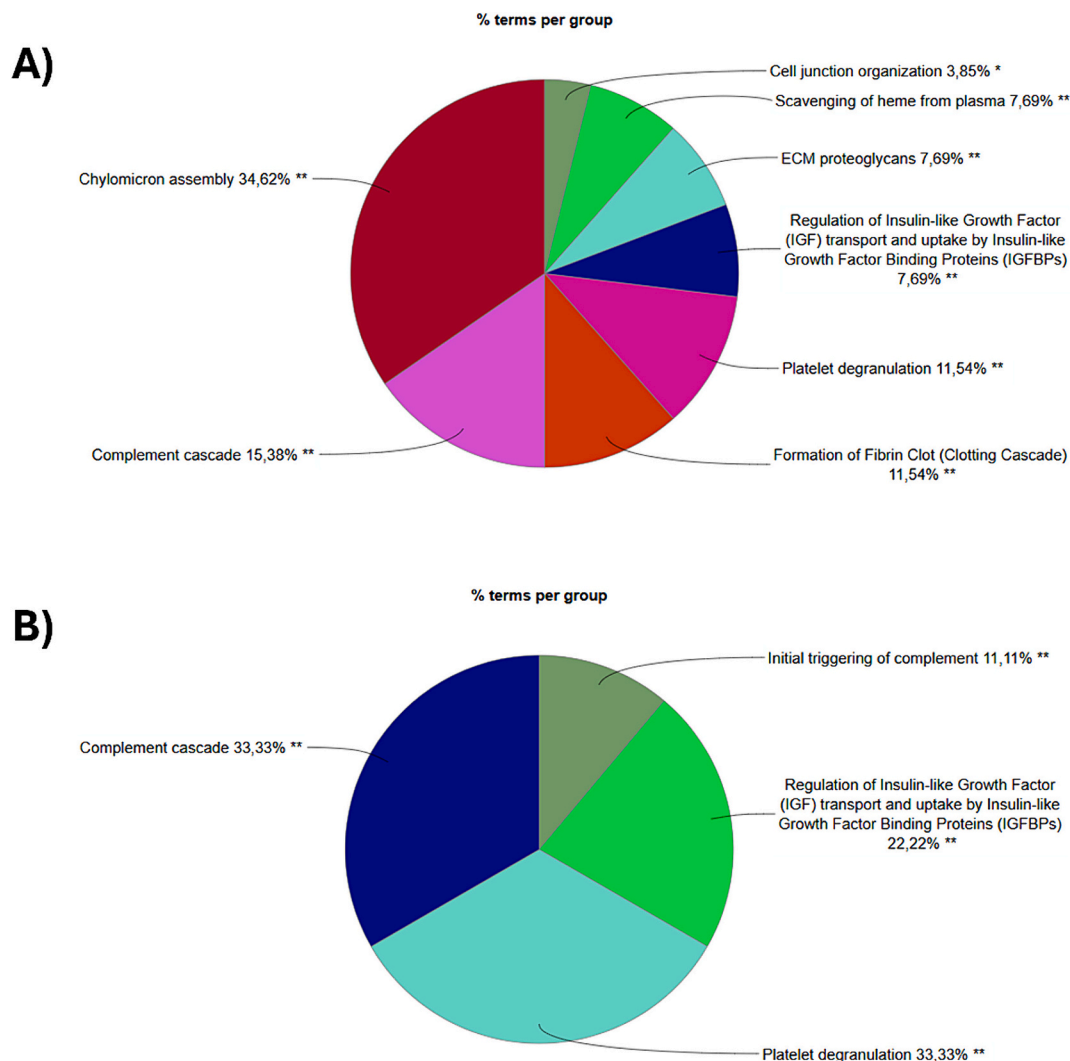 % terms per group
A)
Cell junction organization 3,85% *
Scavenging of heme from plasma 7,69% **
ECM proteoglycans 7,69% **
Chylomicron assembly 34,62% **
Regulation of Insulin-like Growth Factor
(IGF) transport and uptake by Insulin-like
Growth Factor Binding Proteins (IGFBPs)
7,69% **
Platelet degranulation 11,54% **
Complement cascade 15,38% **
Formation of Fibrin Clot (Clotting Cascade)
11,54% **
% terms per group
B)
Initial triggering of complement 11,11% **
Complement cascade 33,33% **
Regulation of Insulin-like Growth Factor
(IGF) transport and uptake by Insulin-like
Growth Factor Binding Proteins (IGFBPs)
22,22% **
Platelet degranulation 33,33% **